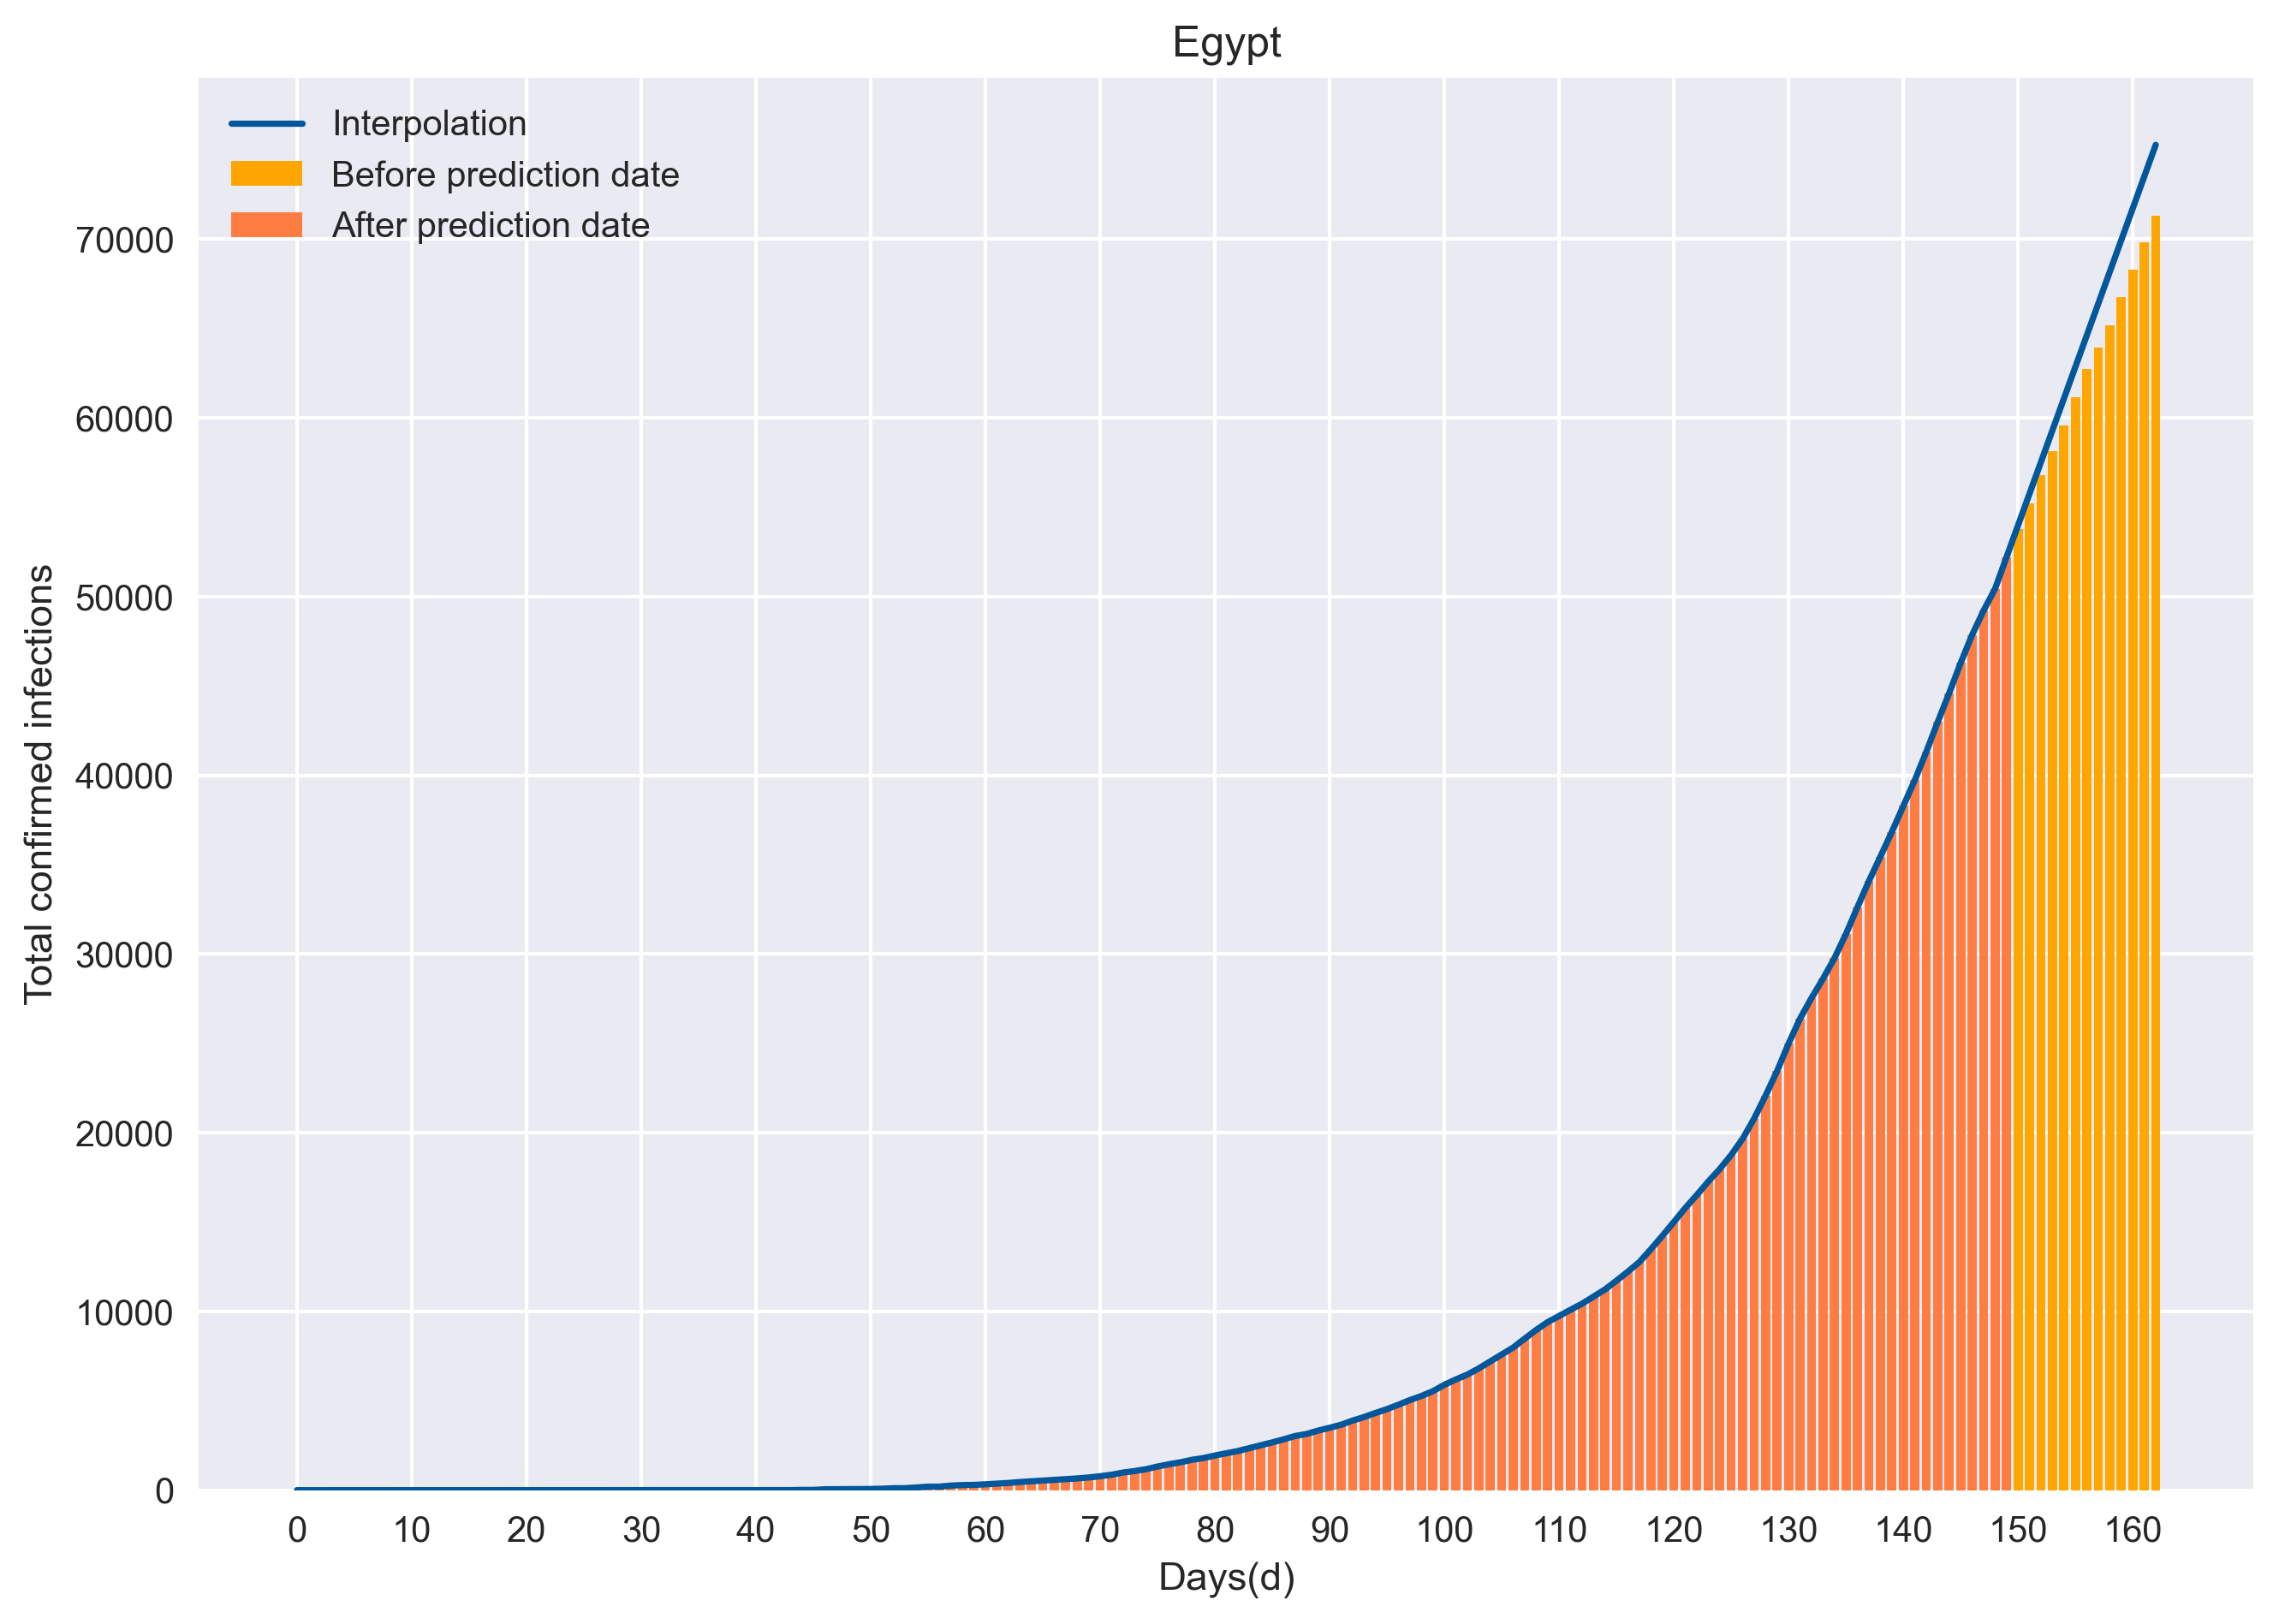 Egypt
Interpolation
Before prediction date
After prediction date
Total confirmed infections
70000
60000
50000
40000
30000
20000
10000
0
0 10 20 30 40 50 60 70 80 90 100 110 120 130 140 150 160
Days(d)